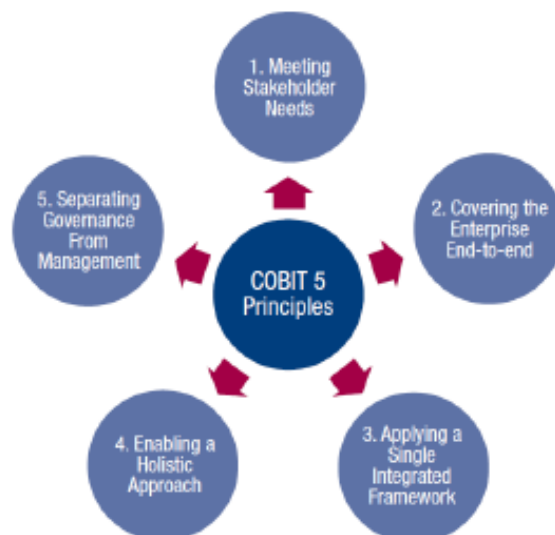 1. Meeting
Stakeholder
Needs
5. Separating
Governance
From
Management
2. Covering the
Enterprise
End-to-end
COBIT 5
Principles
4. Enabling a
Holistic
Approach
3. Applying a
Single
Integrated
Framework